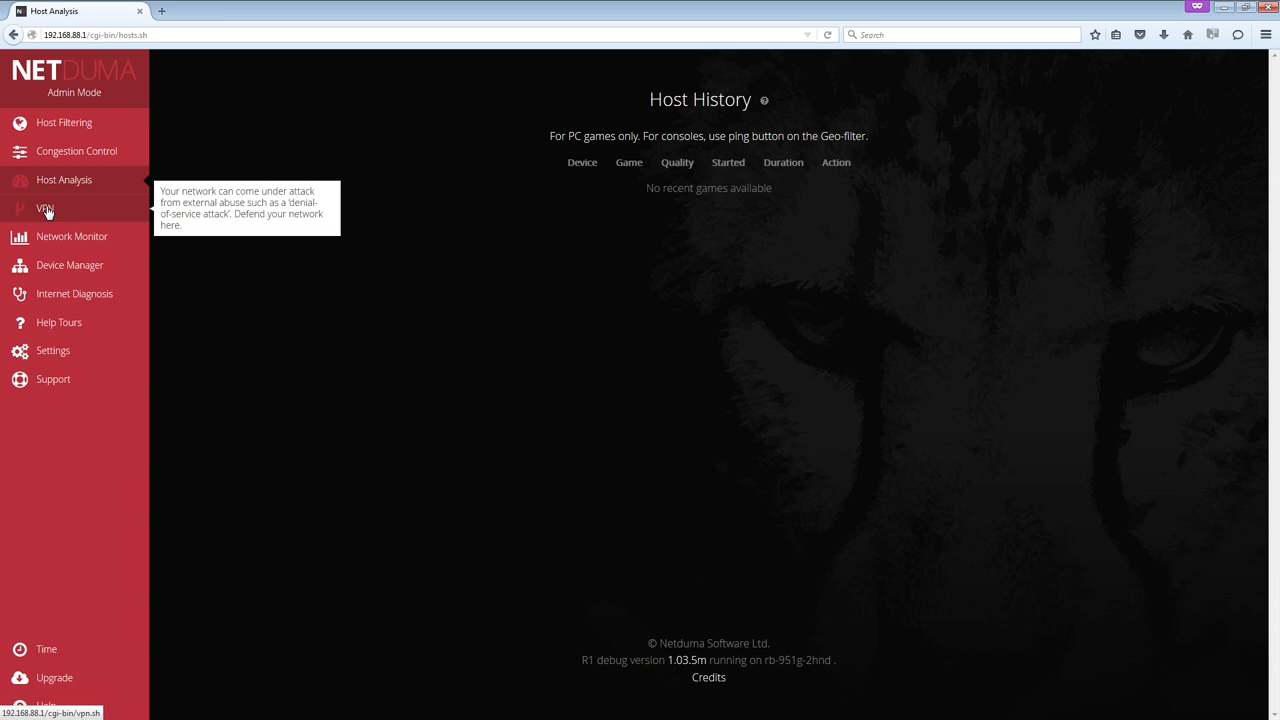 Host Analysis
192.168.88.1/cgi-bin/hosts.sh
Search
NETDUMA
Admin Mode
Host Filtering
Congestion Control
Host Analysis
VPN
Network Monitor
Device Manager
Internet Diagnosis
Help Tours
Settings
Support
Time
Upgrade
Help
192.168.88.1/cgi-bin/vpn.sh
Your network can come under attack
from external abuse such as a 'denial-
of-service attack'. Defend your network
here.
Host History
For PC games only. For consoles, use ping button on the Geo-filter.
Device Game Quality Started Duration Action
No recent games available
© Netduma Software Ltd.
R1 debug version 1.03.5m running on rb-951g-2hnd .
Credits